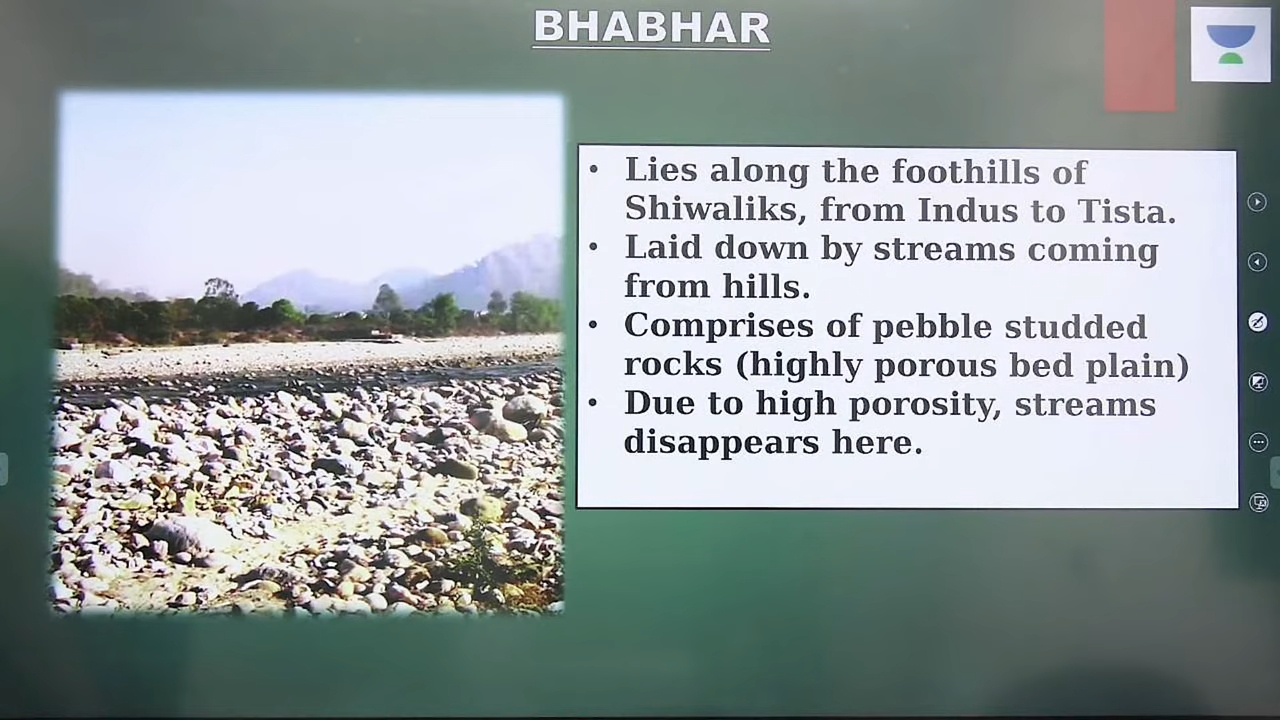 BHABHAR
• Lies along the foothills of
Shiwaliks, from Indus to Tista.
• Laid down by streams coming
from hills.
• Comprises of pebble studded
rocks (highly porous bed plain)
• Due to high porosity, streams
disappears here.